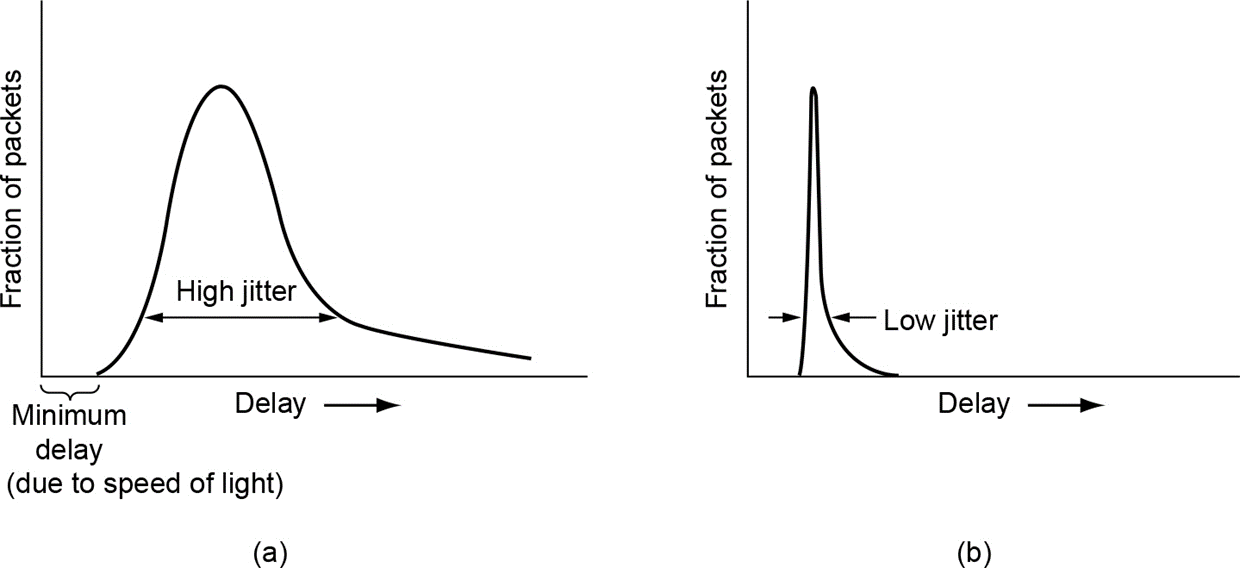 Fraction of packets
High jitter
Minimum
delay
(due to speed of light)
Delay
(a)
Fraction of packets
Low jitter
Delay
(b)